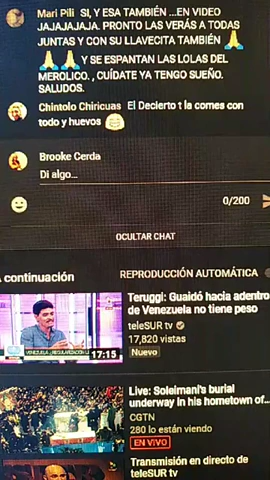 Mari Pili SI, Y ESA TAMBIÉN ...EN VIDEO
JAJAJAJAJA. PRONTO LAS VERÁS A TODAS
JUNTAS Y CON SU LLAVECITA TAMBIÉN 🙏
🙏 🙏 Y SE ESPANTAN LAS LOLAS DEL
MEROLICO. , CUÍDATE YA TENGO SUEÑO.
SALUDOS.
Chintolo Chiricuas El Decierto t la comes con
todo y huevos
Brooke Cerda
Di algo...
0/200
OCULTAR CHAT
continuación
REPRODUCCIÓN AUTOMÁTICA
Teruggi: Guaidó hacia adentro
de Venezuela no tiene peso
teleSUR tv
17,820 vistas
Nuevo
17:15
Live: Soleimani's burial
underway in his hometown of...
CGTN
280 lo están viendo
EN VIVO
Transmisión en directo de
teleSUR tv